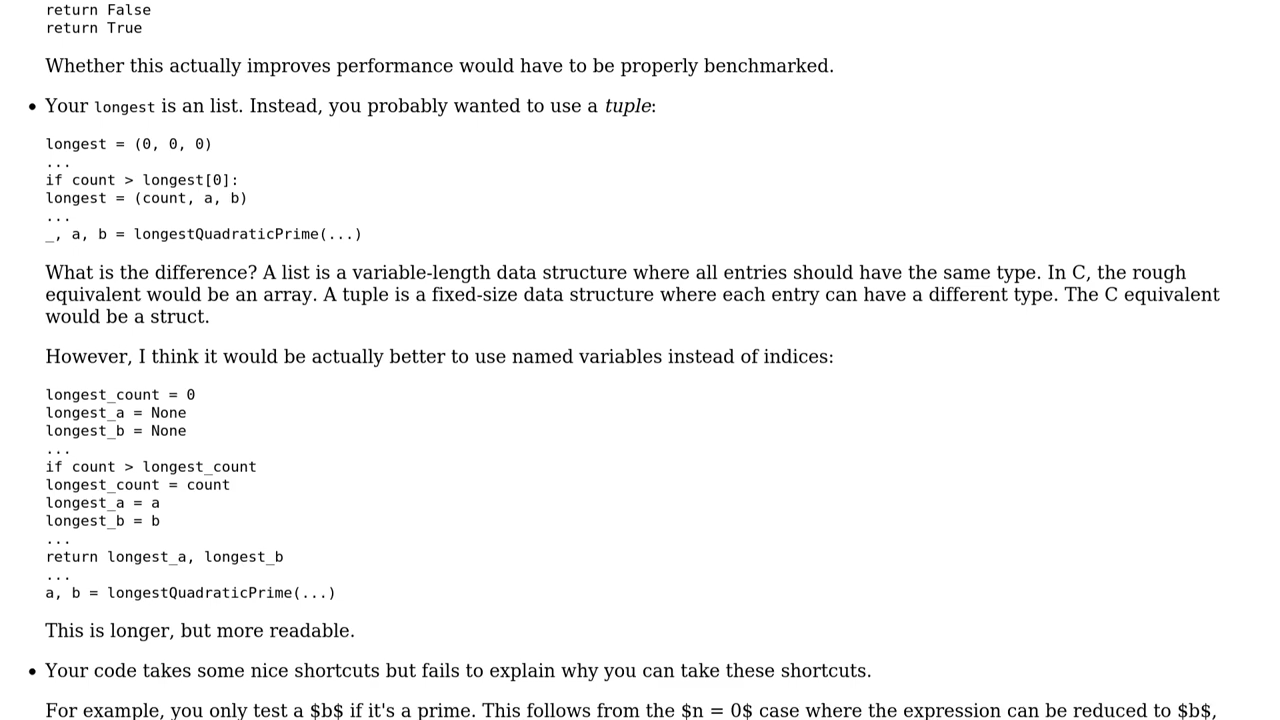 return False
return True
Whether this actually improves performance would have to be properly benchmarked.
• Your longest is an list. Instead, you probably wanted to use a tuple:
longest = (0, 0, 0)
...
if count > longest[0]:
longest = (count, a, b)
...
_, a, b = longestQuadraticPrime(...)
What is the difference? A list is a variable-length data structure where all entries should have the same type. In C, the rough
equivalent would be an array. A tuple is a fixed-size data structure where each entry can have a different type. The C equivalent
would be a struct.
However, I think it would be actually better to use named variables instead of indices:
longest_count = 0
longest_a = None
longest_b = None
...
if count > longest_count
longest_count = count
longest_a = a
longest_b = b
...
return longest_a, longest_b
...
a, b = longestQuadraticPrime(...)
This is longer, but more readable.
• Your code takes some nice shortcuts but fails to explain why you can take these shortcuts.
For example, you only test a $b$ if it's a prime. This follows from the $n = 0$ case where the expression can be reduced to $b$,